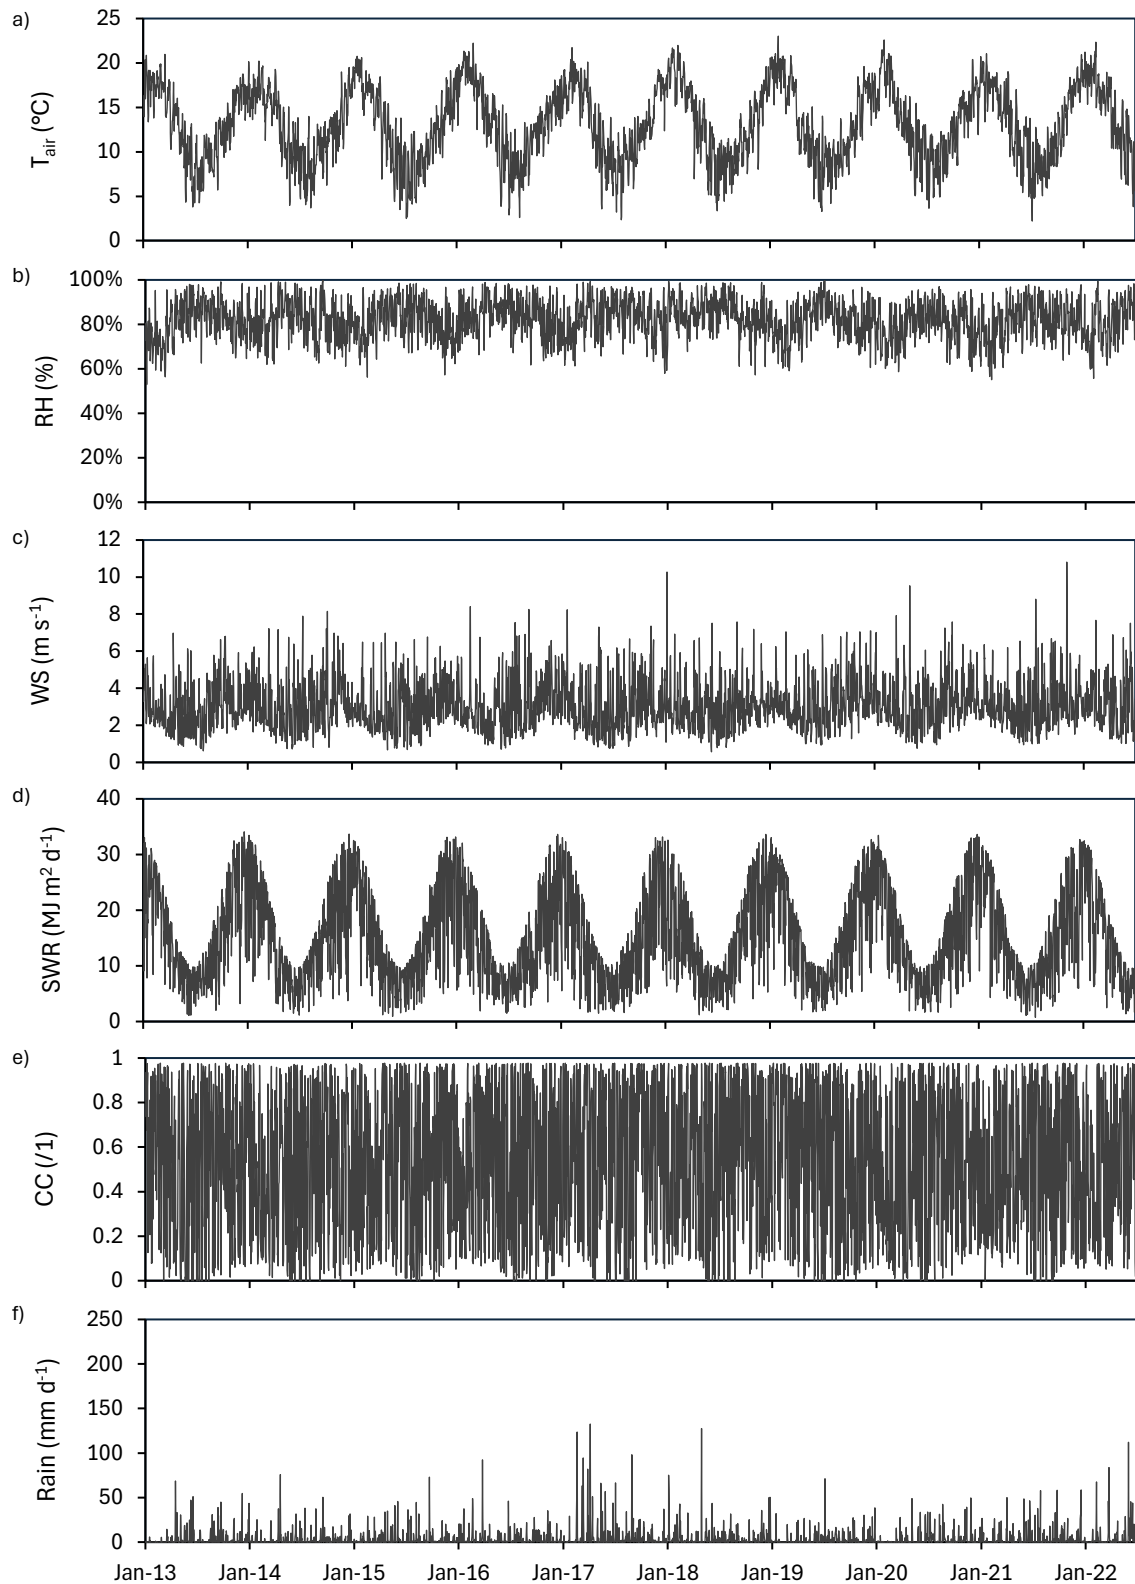 a)
T_air (°C)
25
20
15
10
5
0
b)
RH (%)
100%
80%
60%
40%
20%
0%
c)
WS (m s⁻¹)
12
10
8
6
4
2
0
d)
SWR (MJ m² d⁻¹)
40
30
20
10
0
e)
CC (/1)
1
0.8
0.6
0.4
0.2
0
f)
Rain (mm d⁻¹)
250
200
150
100
50
0
Jan-13 Jan-14 Jan-15 Jan-16 Jan-17 Jan-18 Jan-19 Jan-20 Jan-21 Jan-22